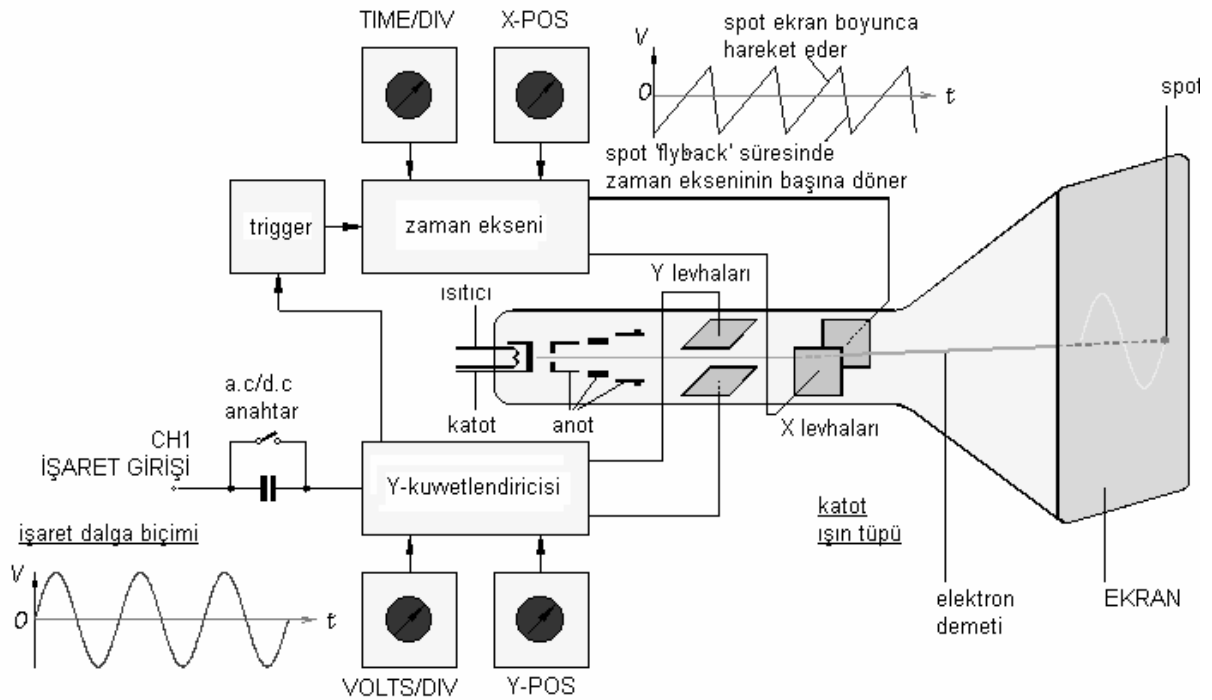 TIME/DIV
X-POS
spot ekran boyunca
hareket eder
V
O
t
spot
spot 'flyback' süresinde
zaman ekseninin başına döner
trigger
zaman ekseni
Y levhaları
ısıtıcı
a.c/d.c
anahtar
katot
anot
X levhaları
CH1
İŞARET GİRİŞİ
Y-kuvvetlendiricisi
katot
ışın tüpü
işaret dalga biçimi
V
O
t
elektron
demeti
EKRAN
VOLTS/DIV
Y-POS